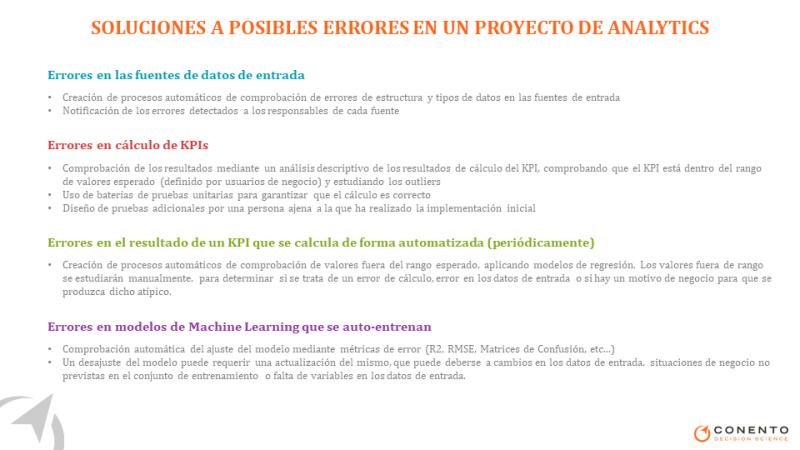 SOLUCIONES A POSIBLES ERRORES EN UN PROYECTO DE ANALYTICS
Errores en las fuentes de datos de entrada
• Creación de procesos automáticos de comprobación de errores de estructura y tipos de datos en las fuentes de entrada
• Notificación de los errores detectados a los responsables de cada fuente
Errores en cálculo de KPIs
• Comprobación de los resultados mediante un análisis descriptivo de los resultados de cálculo del KPI, comprobando que el KPI está dentro del rango
de valores esperado (definido por usuarios de negocio) y estudiando los outliers
• Uso de baterías de pruebas unitarias para garantizar que el cálculo es correcto
• Diseño de pruebas adicionales por una persona ajena a la que ha realizado la implementación inicial
Errores en el resultado de un KPI que se calcula de forma automatizada (periódicamente)
• Creación de procesos automáticos de comprobación de valores fuera del rango esperado, aplicando modelos de regresión. Los valores fuera de rango
se estudiarán manualmente, para determinar si se trata de un error de cálculo, error en los datos de entrada o si hay un motivo de negocio para que se
produzca dicho atípico.
Errores en modelos de Machine Learning que se auto-entrenan
• Comprobación automática del ajuste del modelo mediante métricas de error (R2, RMSE, Matrices de Confusión, etc...)
• Un desajuste del modelo puede requerir una actualización del mismo, que puede deberse a cambios en los datos de entrada, situaciones de negocio no
previstas en el conjunto de entrenamiento o falta de variables en los datos de entrada.
CONENTO
DECISION SCIENCE